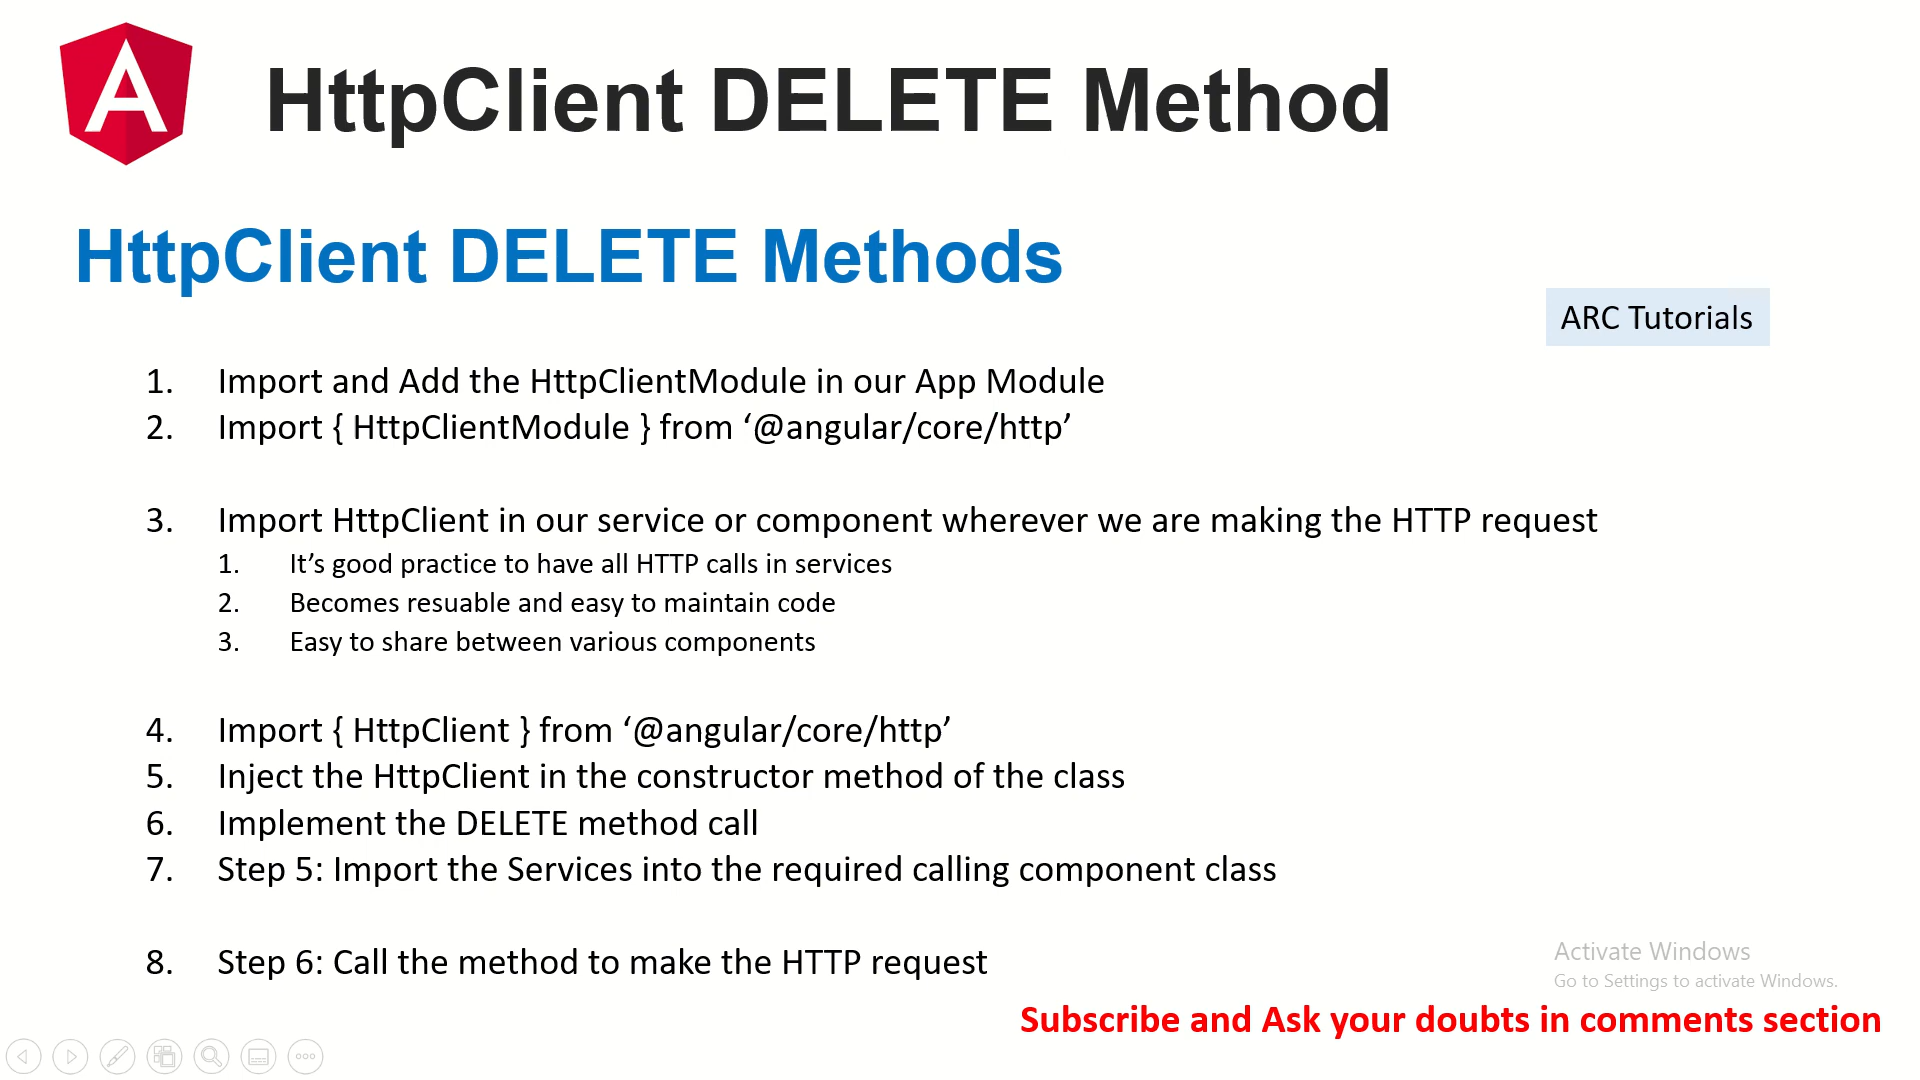 A
HttpClient DELETE Method
HttpClient DELETE Methods
ARC Tutorials
1. Import and Add the HttpClientModule in our App Module
2. Import { HttpClientModule } from ‘@angular/core/http’
3. Import HttpClient in our service or component wherever we are making the HTTP request
1. It’s good practice to have all HTTP calls in services
2. Becomes resuable and easy to maintain code
3. Easy to share between various components
4. Import { HttpClient } from ‘@angular/core/http’
5. Inject the HttpClient in the constructor method of the class
6. Implement the DELETE method call
7. Step 5: Import the Services into the required calling component class
8. Step 6: Call the method to make the HTTP request
Activate Windows
Go to Settings to activate Windows.
Subscribe and Ask your doubts in comments section